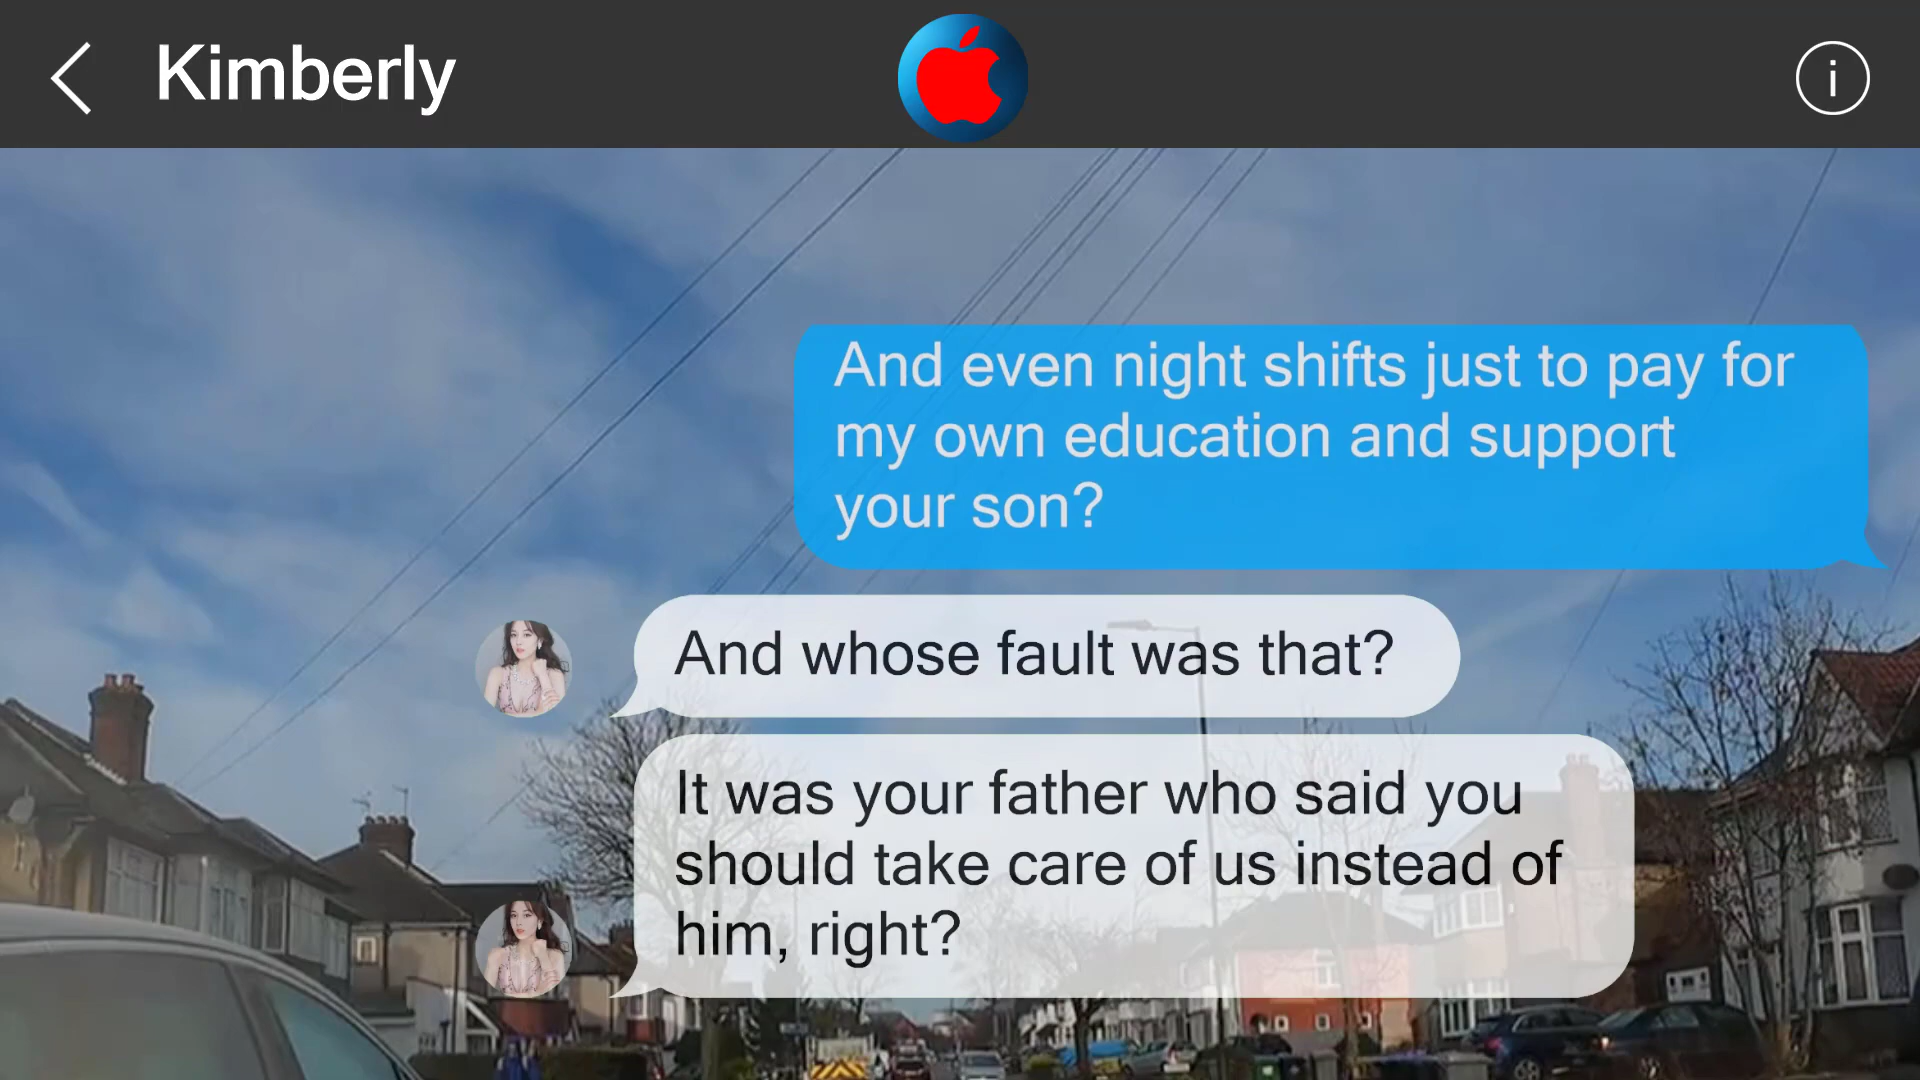 Kimberly
i
And even night shifts just to pay for
my own education and support
your son?
And whose fault was that?
It was your father who said you
should take care of us instead of
him, right?